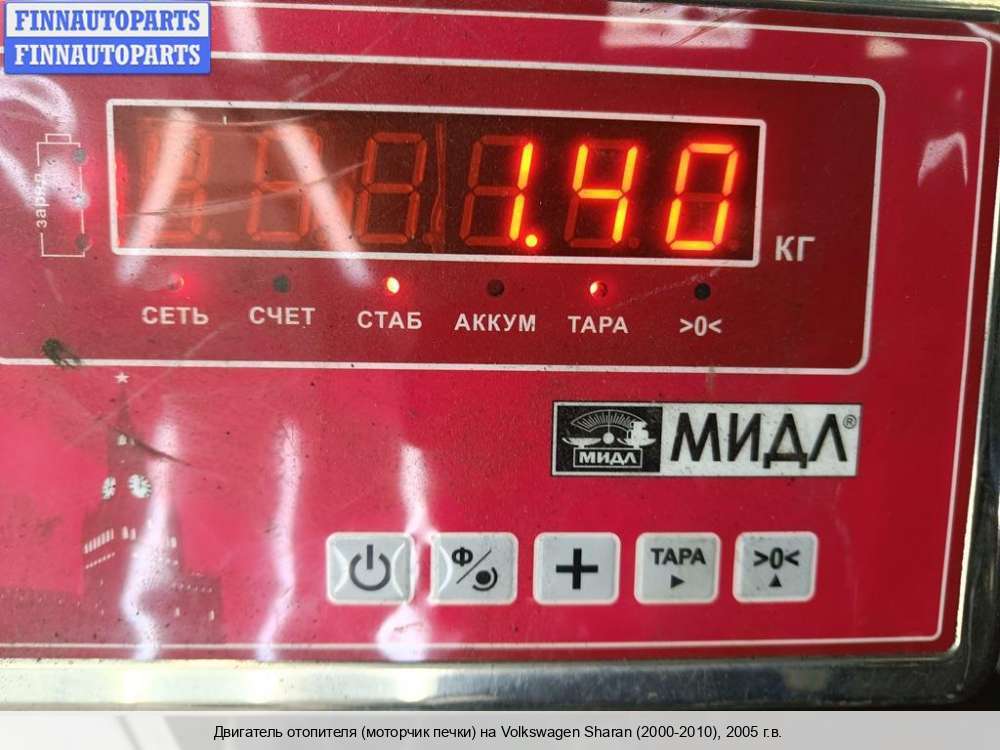 FINNAUTOPARTS
FINNAUTOPARTS
заряд
1.40
КГ
СЕТЬ СЧЕТ СТАБ АККУМ ТАРА >0<
МИДЛ МИДЛ®
Ф + ТАРА >0<
Двигатель отопителя (моторчик печки) на Volkswagen Sharan (2000-2010), 2005 г.в.